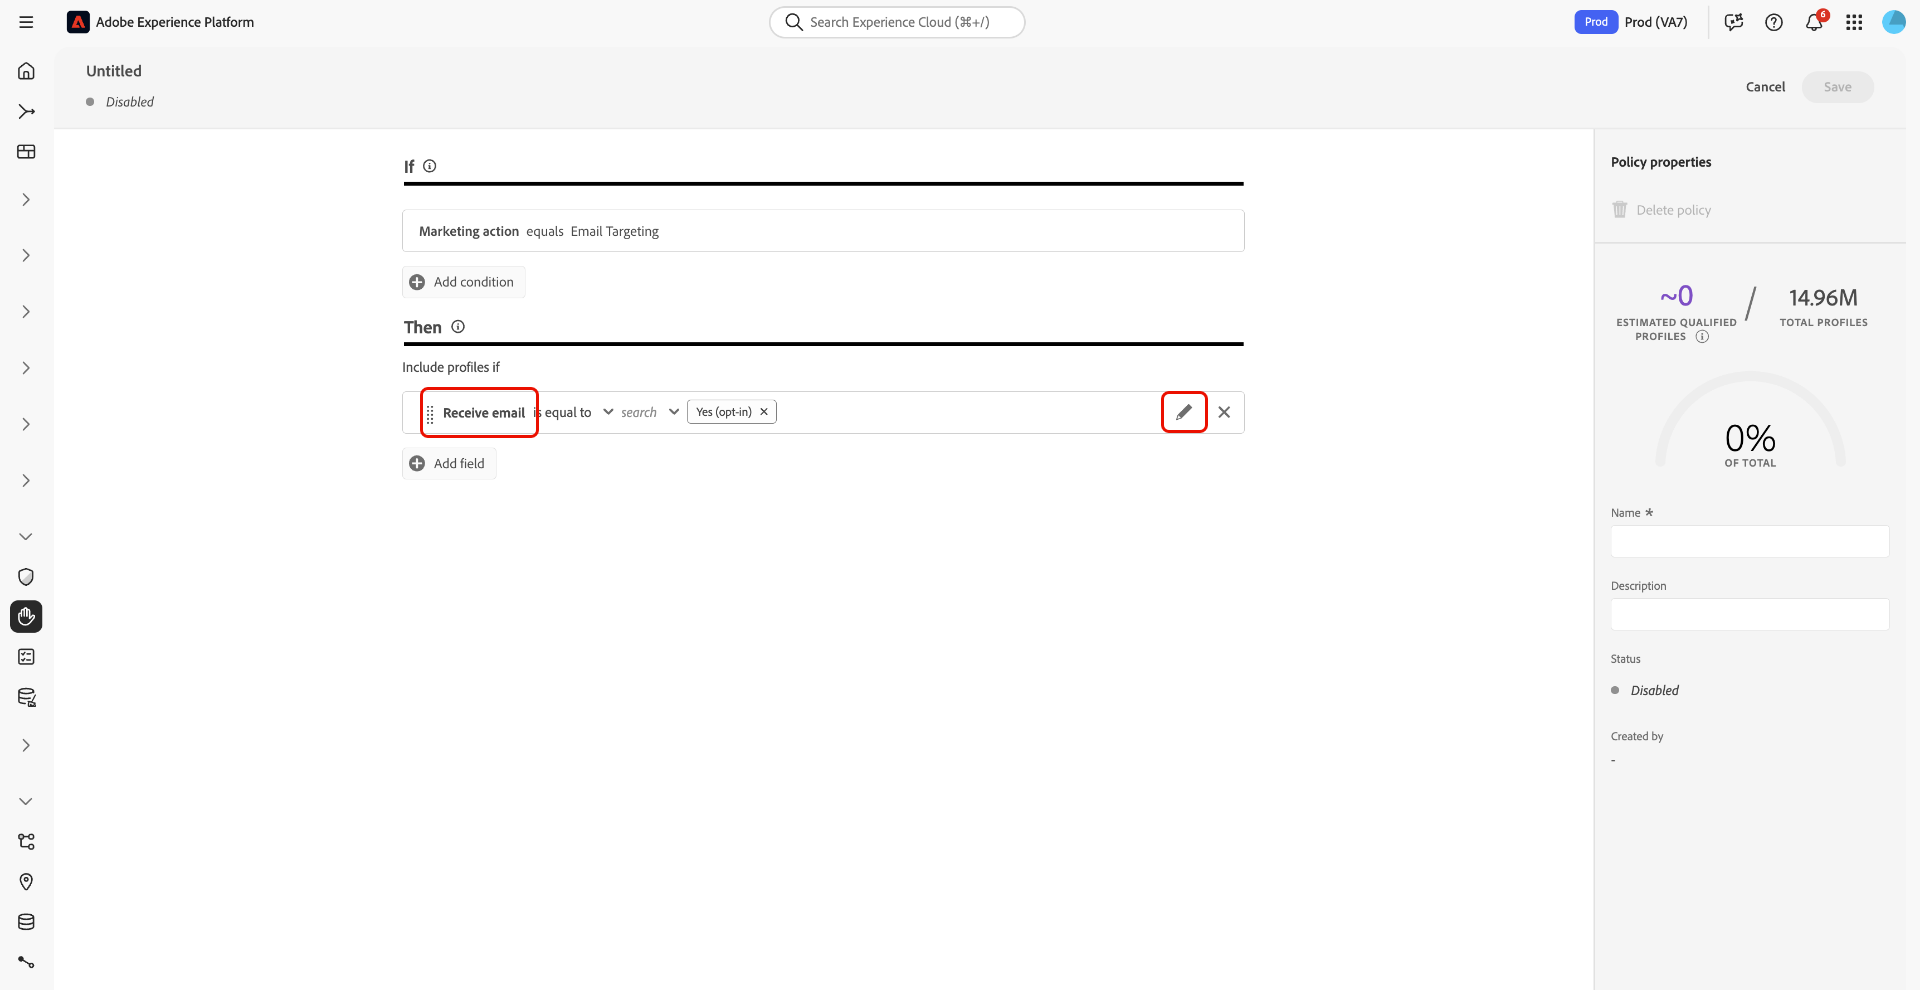 Adobe Experience Platform
Search Experience Cloud (⌘+/)
Prod Prod (VA7)
6
Untitled
Disabled
Cancel
Save
If
Marketing action equals Email Targeting
Add condition
Then
Include profiles if
Receive email is equal to search Yes (opt-in)
Add field
Policy properties
Delete policy
~0 / 14.96M
ESTIMATED QUALIFIED PROFILES
TOTAL PROFILES
0%
OF TOTAL
Name *
Description
Status
Disabled
Created by
-